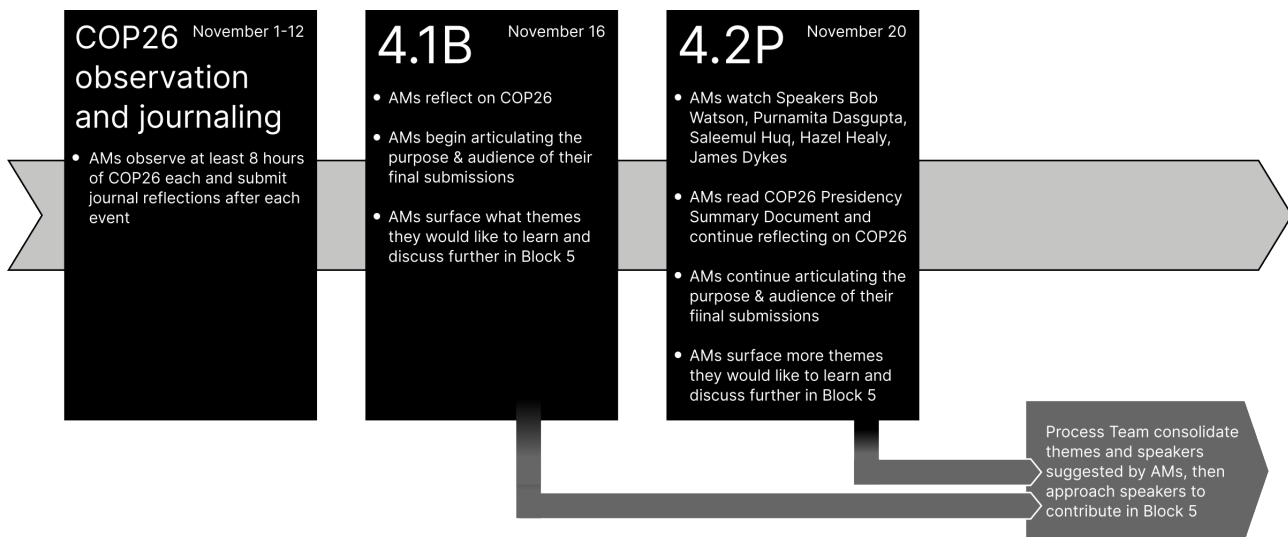 COP26 November 1-12
observation
and journaling
• AMs observe at least 8 hours
of COP26 each and submit
journal reflections after each
event
4.1B November 16
• AMs reflect on COP26
• AMs begin articulating the
purpose & audience of their
final submissions
• AMs surface what themes
they would like to learn and
discuss further in Block 5
4.2P November 20
• AMs watch Speakers Bob
Watson, Purnamita Dasgupta,
Saleemul Huq, Hazel Healy,
James Dykes
• AMs read COP26 Presidency
Summary Document and
continue reflecting on COP26
• AMs continue articulating the
purpose & audience of their
fiinal submissions
• AMs surface more themes
they would like to learn and
discuss further in Block 5
Process Team consolidate
themes and speakers
suggested by AMs, then
approach speakers to
contribute in Block 5